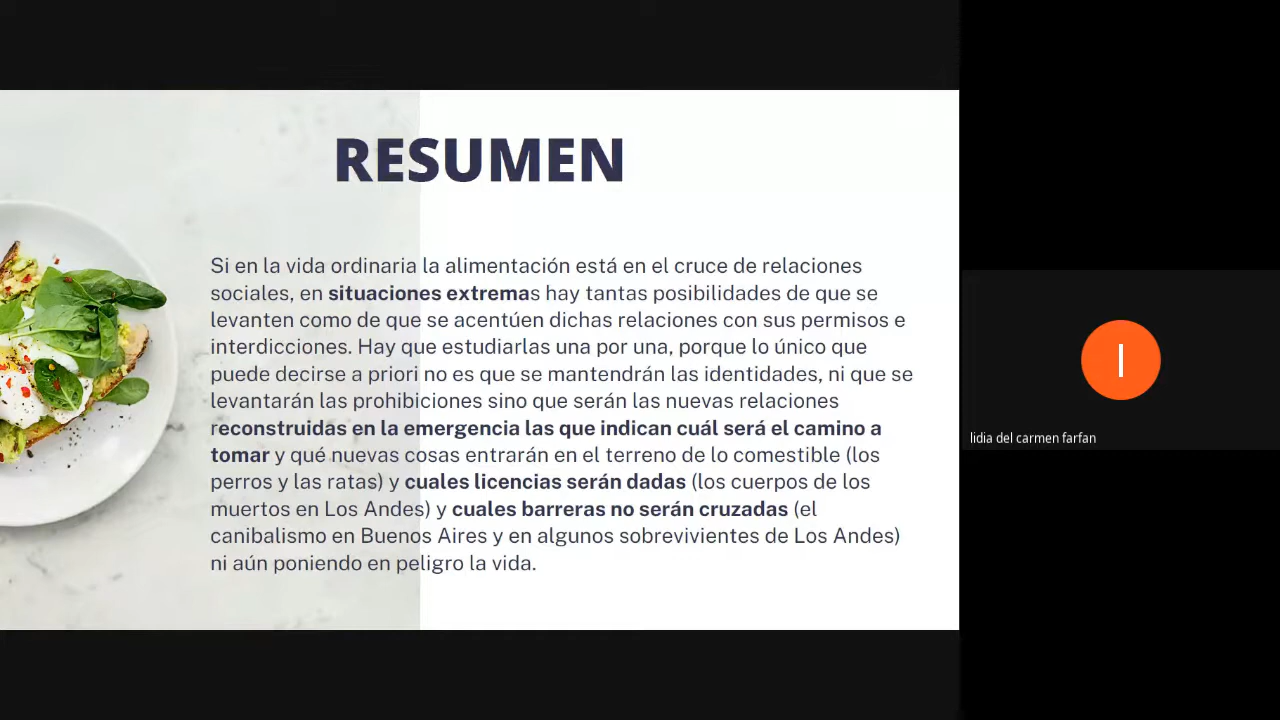 RESUMEN
Si en la vida ordinaria la alimentación está en el cruce de relaciones
sociales, en situaciones extremas hay tantas posibilidades de que se
levanten como de que se acentúen dichas relaciones con sus permisos e
interdicciones. Hay que estudiarlas una por una, porque lo único que
puede decirse a priori no es que se mantendrán las identidades, ni que se
levantarán las prohibiciones sino que serán las nuevas relaciones
reconstruidas en la emergencia las que indican cuál será el camino a
tomar y qué nuevas cosas entrarán en el terreno de lo comestible (los
perros y las ratas) y cuales licencias serán dadas (los cuerpos de los
muertos en Los Andes) y cuales barreras no serán cruzadas (el
canibalismo en Buenos Aires y en algunos sobrevivientes de Los Andes)
ni aún poniendo en peligro la vida.
l
lidia del carmen farfan